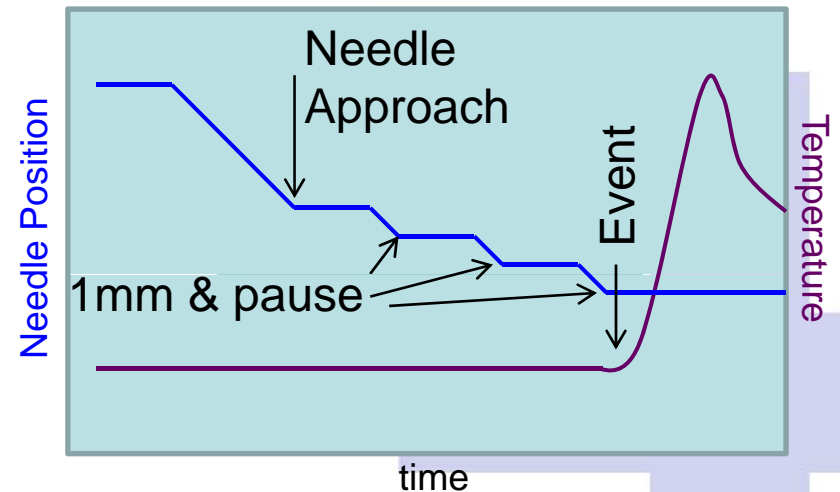 Needle
Approach
Needle Position
Event
Temperature
1mm & pause
time